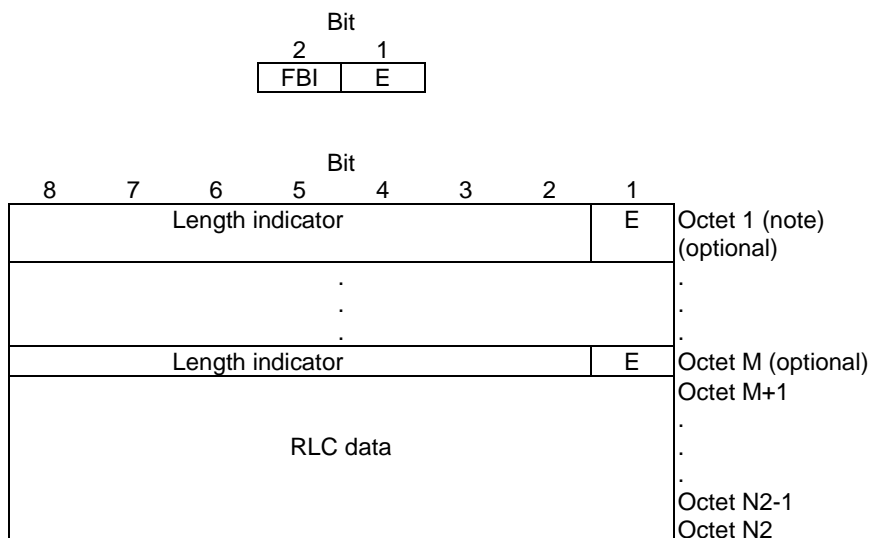 Bit
2 1
FBI E
Bit
8 7 6 5 4 3 2 1
Length indicator E Octet 1 (note)
(optional)
. .
. .
. .
Length indicator E Octet M (optional)
Octet M+1
.
RLC data .
.
Octet N2-1
Octet N2